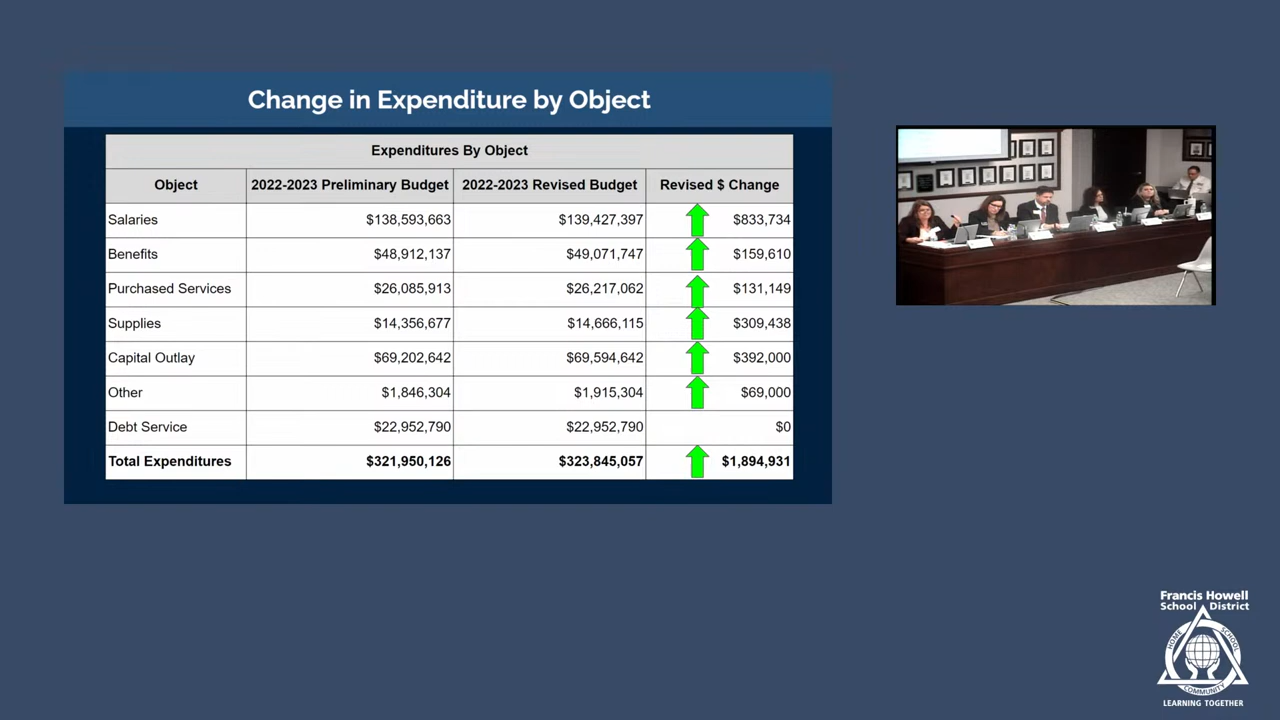 Change in Expenditure by Object
Expenditures By Object
Object 2022-2023 Preliminary Budget 2022-2023 Revised Budget Revised $ Change
Salaries $138,593,663 $139,427,397 $833,734
Benefits $48,912,137 $49,071,747 $159,610
Purchased Services $26,085,913 $26,217,062 $131,149
Supplies $14,356,677 $14,666,115 $309,438
Capital Outlay $69,202,642 $69,594,642 $392,000
Other $1,846,304 $1,915,304 $69,000
Debt Service $22,952,790 $22,952,790 $0
Total Expenditures $321,950,126 $323,845,057 $1,894,931
Francis Howell
School District
HOME
SCHOOL
COMMUNITY
LEARNING TOGETHER